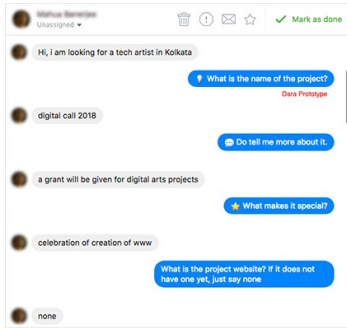 Unassigned
Mark as done
Hi, i am looking for a tech artist in Kolkata
What is the name of the project?
Dara Prototype
digital call 2018
Do tell me more about it.
a grant will be given for digital arts projects
What makes it special?
celebration of creation of www
What is the project website? If it does not
have one yet, just say none
none